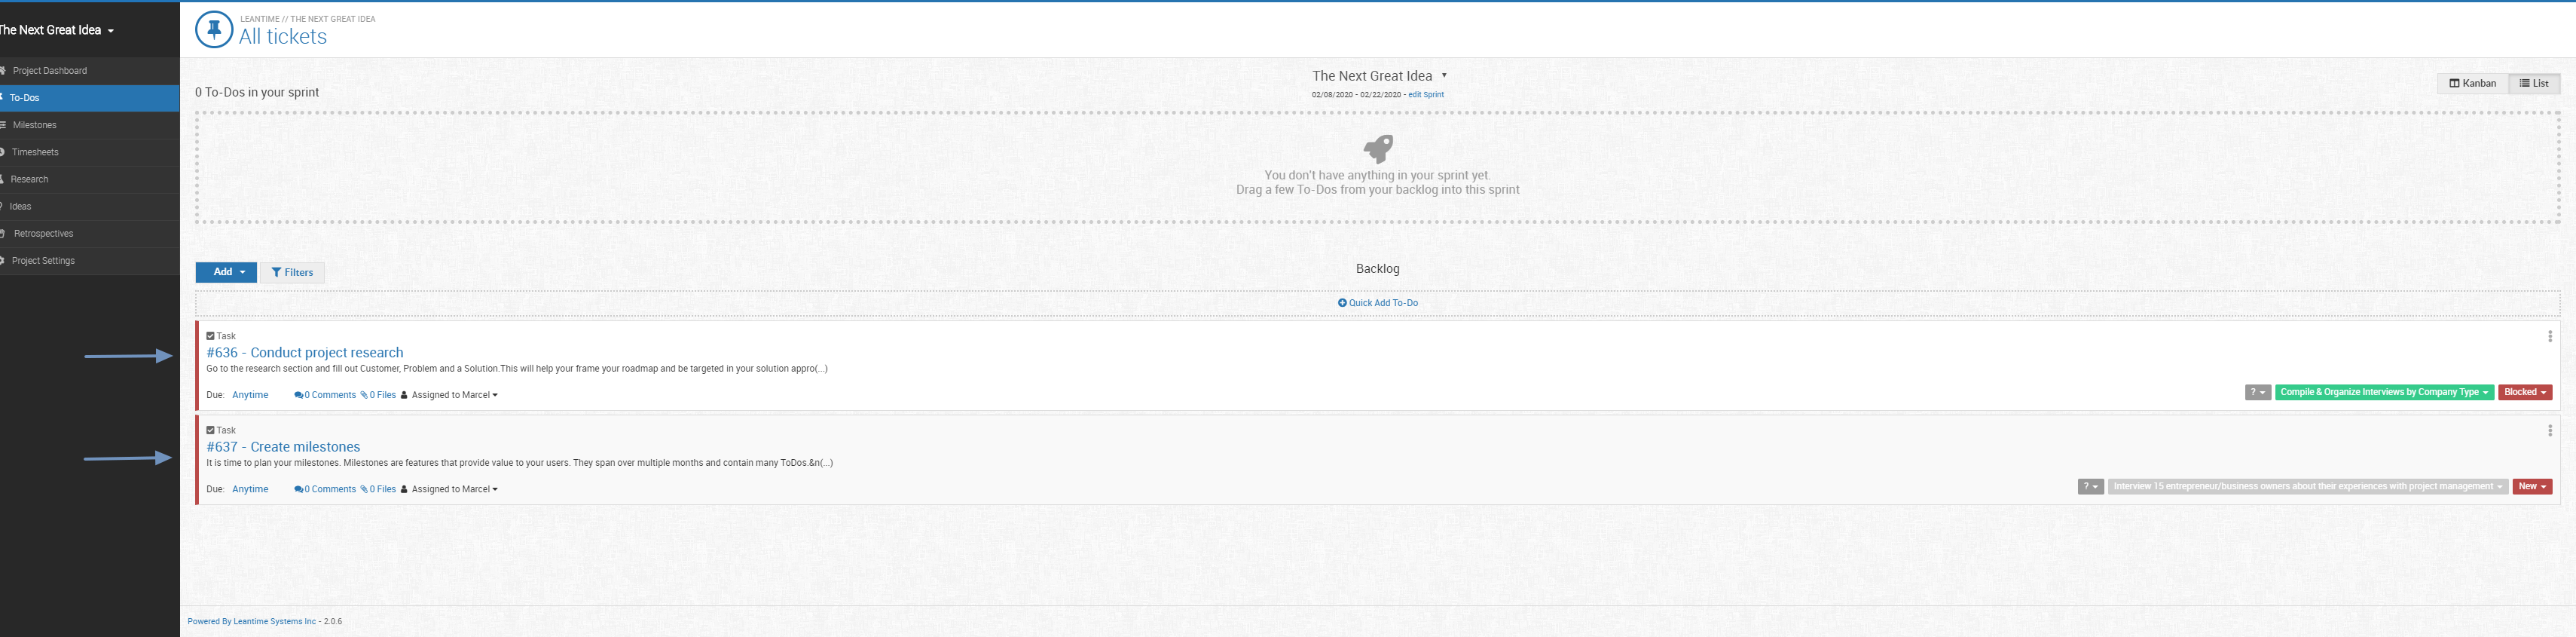 The Next Great Idea
Project Dashboard
To-Dos
Milestones
Timesheets
Research
Ideas
Retrospectives
Project Settings
LEANTIME // THE NEXT GREAT IDEA
All tickets
0 To-Dos in your sprint
The Next Great Idea
02/08/2020 - 02/22/2020 - edit Sprint
Kanban
List
You don't have anything in your sprint yet.
Drag a few To-Dos from your backlog into this sprint
Add
Filters
Backlog
Quick Add To-Do
Task
#636 - Conduct project research
Go to the research section and fill out Customer, Problem and a Solution.This will help your frame your roadmap and be targeted in your solution appro(...)
Due: Anytime 0 Comments 0 Files Assigned to Marcel
? Compile & Organize Interviews by Company Type Blocked
Task
#637 - Create milestones
It is time to plan your milestones. Milestones are features that provide value to your users. They span over multiple months and contain many ToDos.&n(...)
Due: Anytime 0 Comments 0 Files Assigned to Marcel
? Interview 15 entrepreneur/business owners about their experiences with project management New
Powered By Leantime Systems Inc - 2.0.6